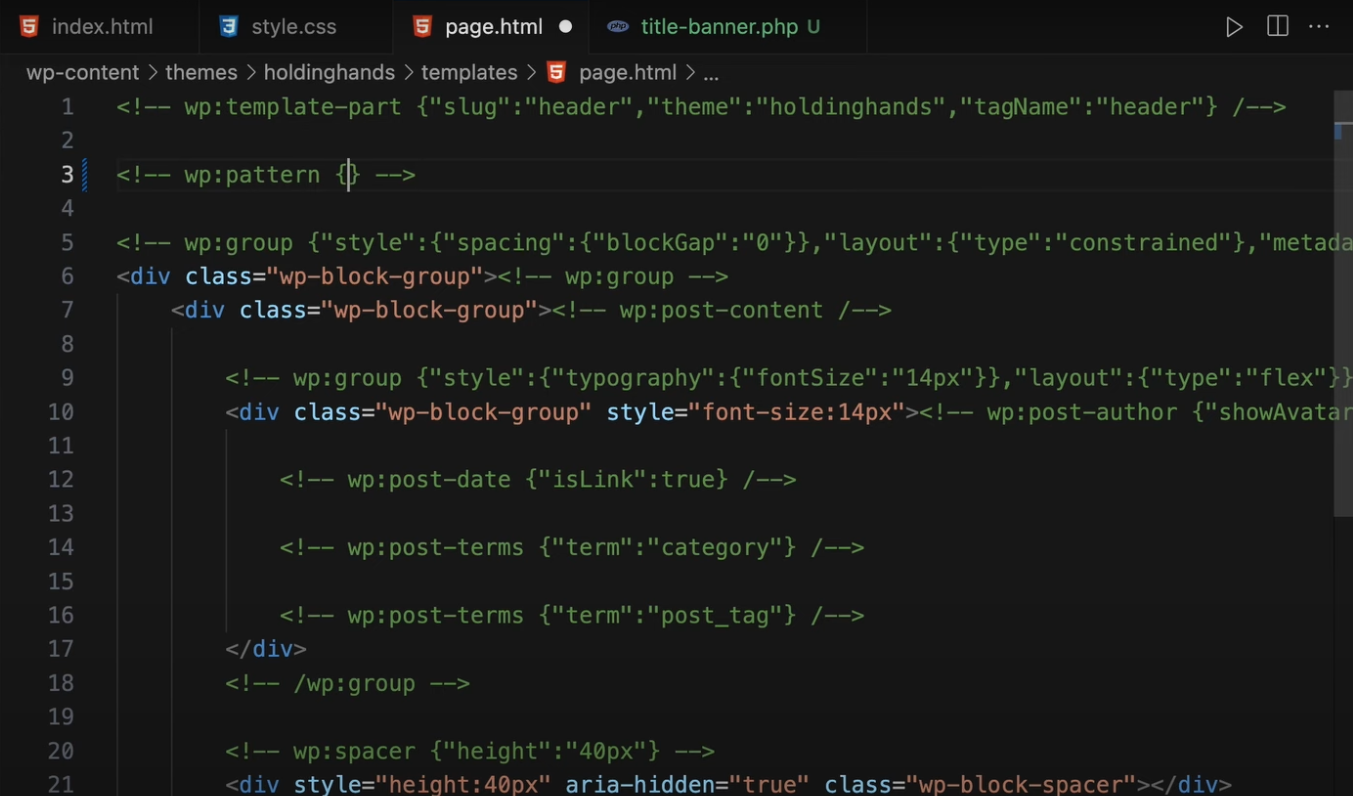 index.html style.css page.html title-banner.php U
wp-content > themes > holdinghands > templates > page.html > ...
1 <!-- wp:template-part {"slug":"header","theme":"holdinghands","tagName":"header"} /-->
2
3 <!-- wp:pattern {} -->
4
5 <!-- wp:group {"style":{"spacing":{"blockGap":"0"}},"layout":{"type":"constrained"},"metada
6 <div class="wp-block-group"><!-- wp:group -->
7 <div class="wp-block-group"><!-- wp:post-content /-->
8
9 <!-- wp:group {"style":{"typography":{"fontSize":"14px"}},"layout":{"type":"flex"}}
10 <div class="wp-block-group" style="font-size:14px"><!-- wp:post-author {"showAvatar
11
12 <!-- wp:post-date {"isLink":true} /-->
13
14 <!-- wp:post-terms {"term":"category"} /-->
15
16 <!-- wp:post-terms {"term":"post_tag"} /-->
17 </div>
18 <!-- /wp:group -->
19
20 <!-- wp:spacer {"height":"40px"} -->
21 <div style="height:40px" aria-hidden="true" class="wp-block-spacer"></div>